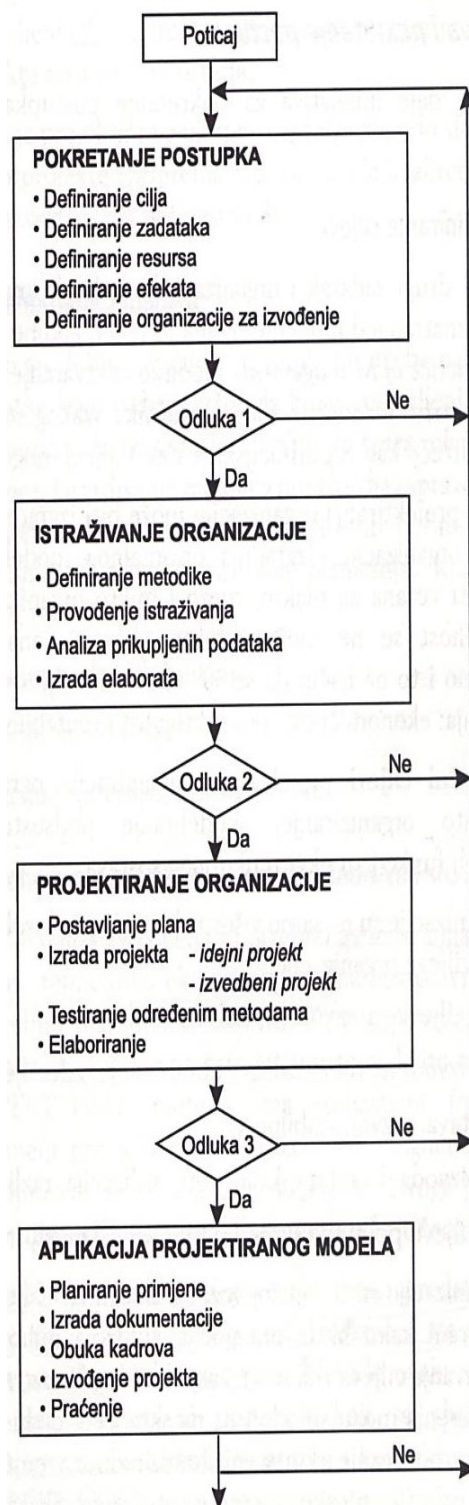 Poticaj
POKRETANJE POSTUPKA
• Definiranje cilja
• Definiranje zadataka
• Definiranje resursa
• Definiranje efekata
• Definiranje organizacije za izvođenje
Ne
Odluka 1
Da
ISTRAŽIVANJE ORGANIZACIJE
• Definiranje metodike
• Provođenje istraživanja
• Analiza prikupljenih podataka
• Izrada elaborata
Ne
Odluka 2
Da
PROJEKTIRANJE ORGANIZACIJE
• Postavljanje plana
• Izrada projekta - idejni projekt
- izvedbeni projekt
• Testiranje određenim metodama
• Elaboriranje
Ne
Odluka 3
Da
APLIKACIJA PROJEKTIRANOG MODELA
• Planiranje primjene
• Izrada dokumentacije
• Obuka kadrova
• Izvođenje projekta
• Praćenje
Ne